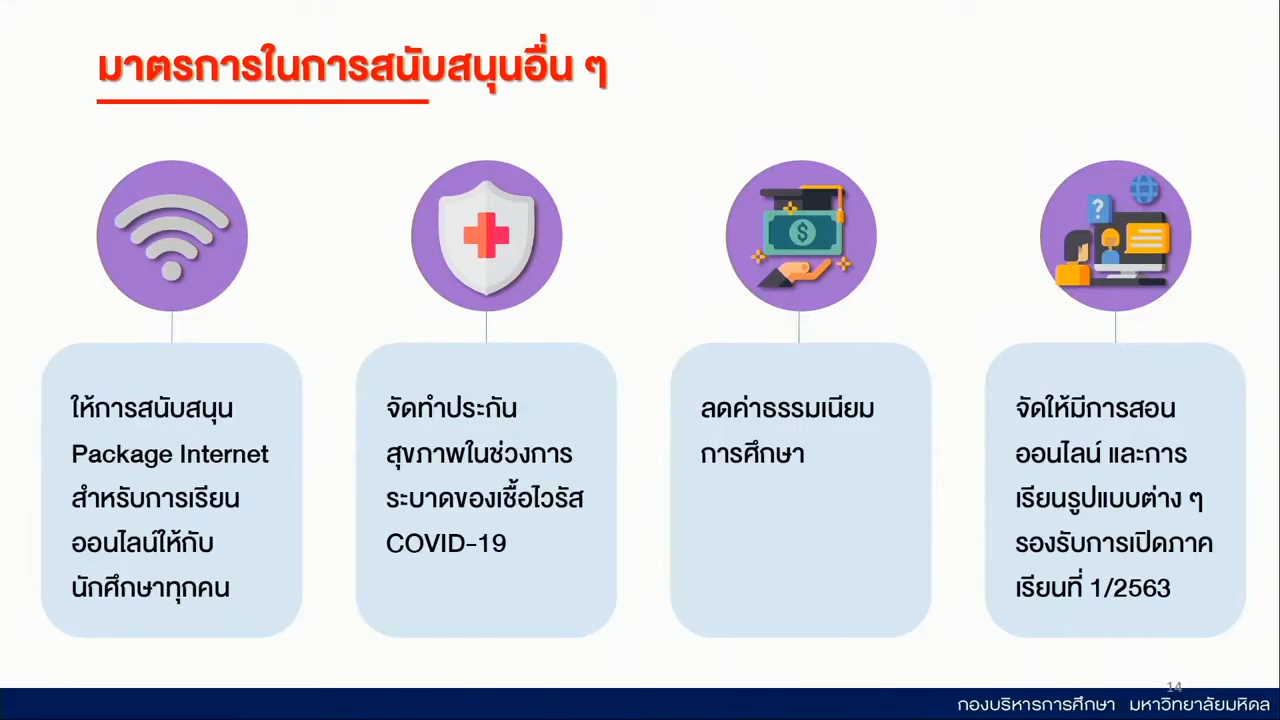 มาตรการในการสนับสนุนอื่น ๆ
ให้การสนับสนุน
Package Internet
สำหรับการเรียน
ออนไลน์ให้กับ
นักศึกษาทุกคน
จัดทำประกัน
สุขภาพในช่วงการ
ระบาดของเชื้อไวรัส
COVID-19
ลดค่าธรรมเนียม
การศึกษา
จัดให้มีการสอน
ออนไลน์ และการ
เรียนรูปแบบต่าง ๆ
รองรับการเปิดภาค
เรียนที่ 1/2563
14
กองบริหารการศึกษา มหาวิทยาลัยมหิดล